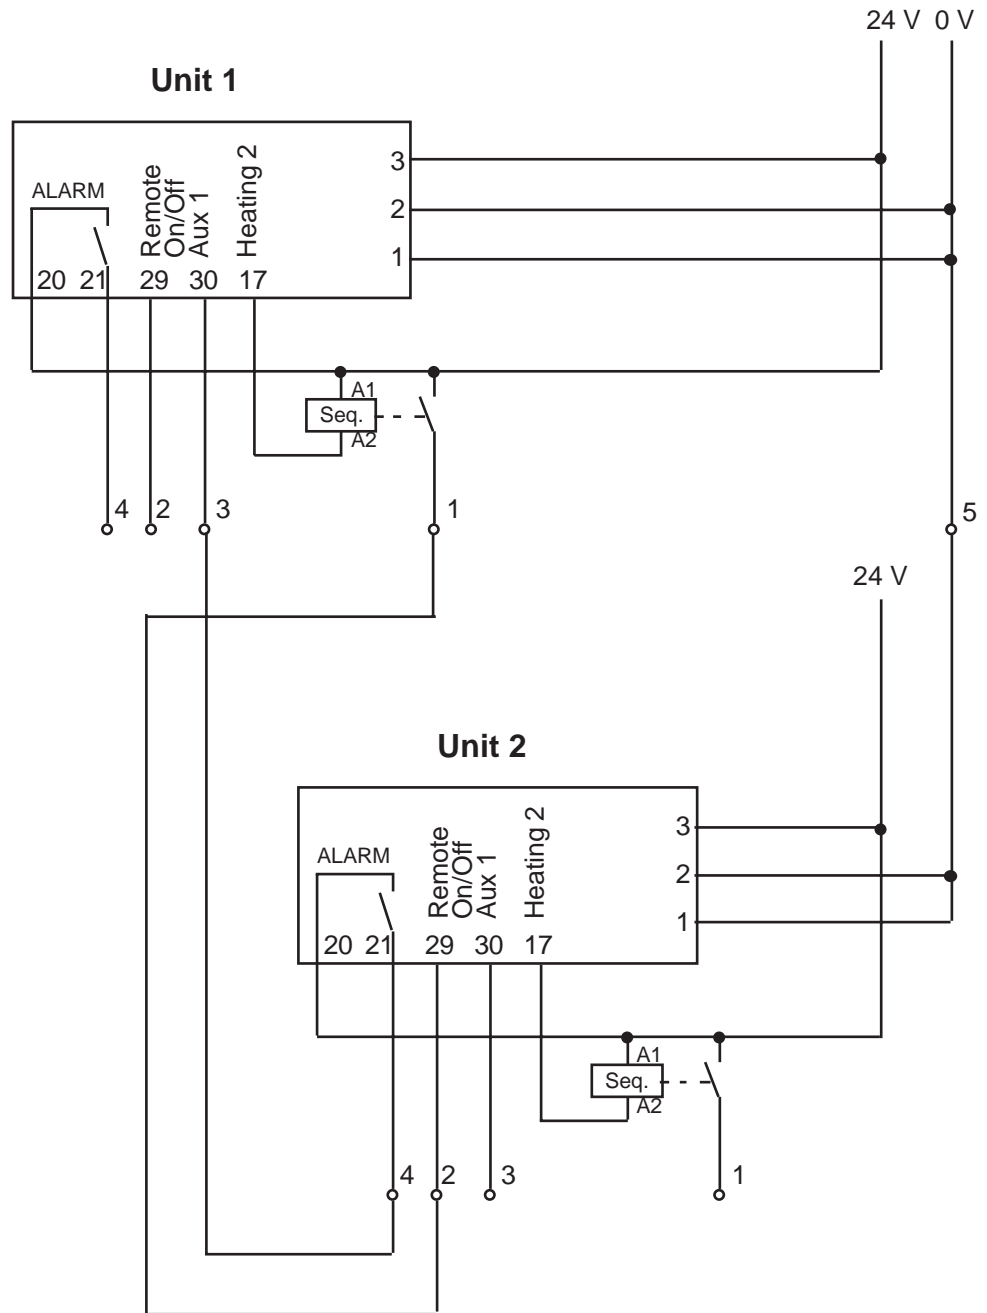 24 V 0 V
Unit 1
3
ALARM
Remote
On/Off
Aux 1
Heating 2
2
1
20 21 29 30 17
A1
Seq.
A2
4 2 3 1
5
24 V
Unit 2
3
ALARM
Remote
On/Off
Aux 1
Heating 2
2
1
20 21 29 30 17
A1
Seq.
A2
4 2 3 1